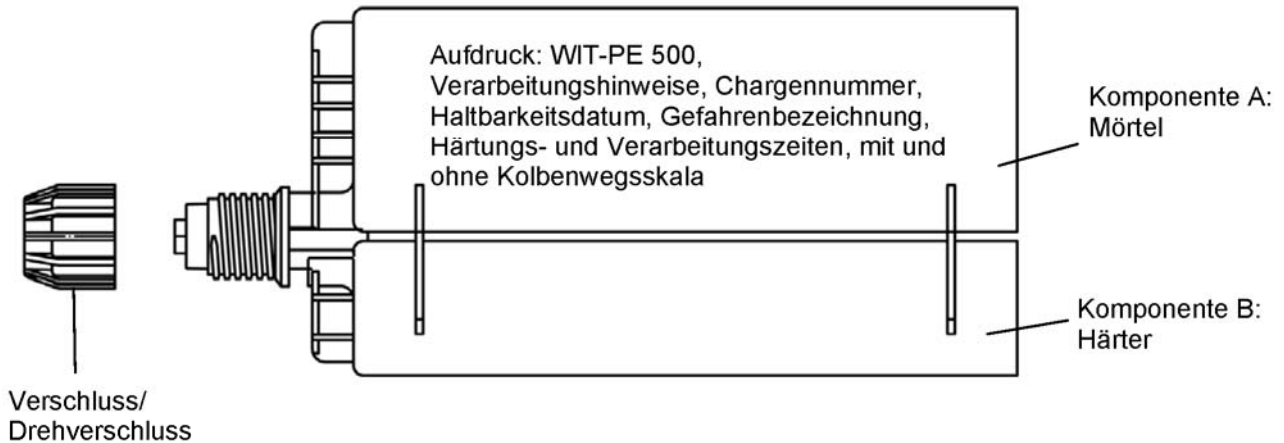 Aufdruck: WIT-PE 500,
Verarbeitungshinweise, Chargennummer,
Haltbarkeitsdatum, Gefahrenbezeichnung,
Härtungs- und Verarbeitungszeiten, mit und
ohne Kolbenwegsskala
Komponente A:
Mörtel
Komponente B:
Härter
Verschluss/
Drehverschluss